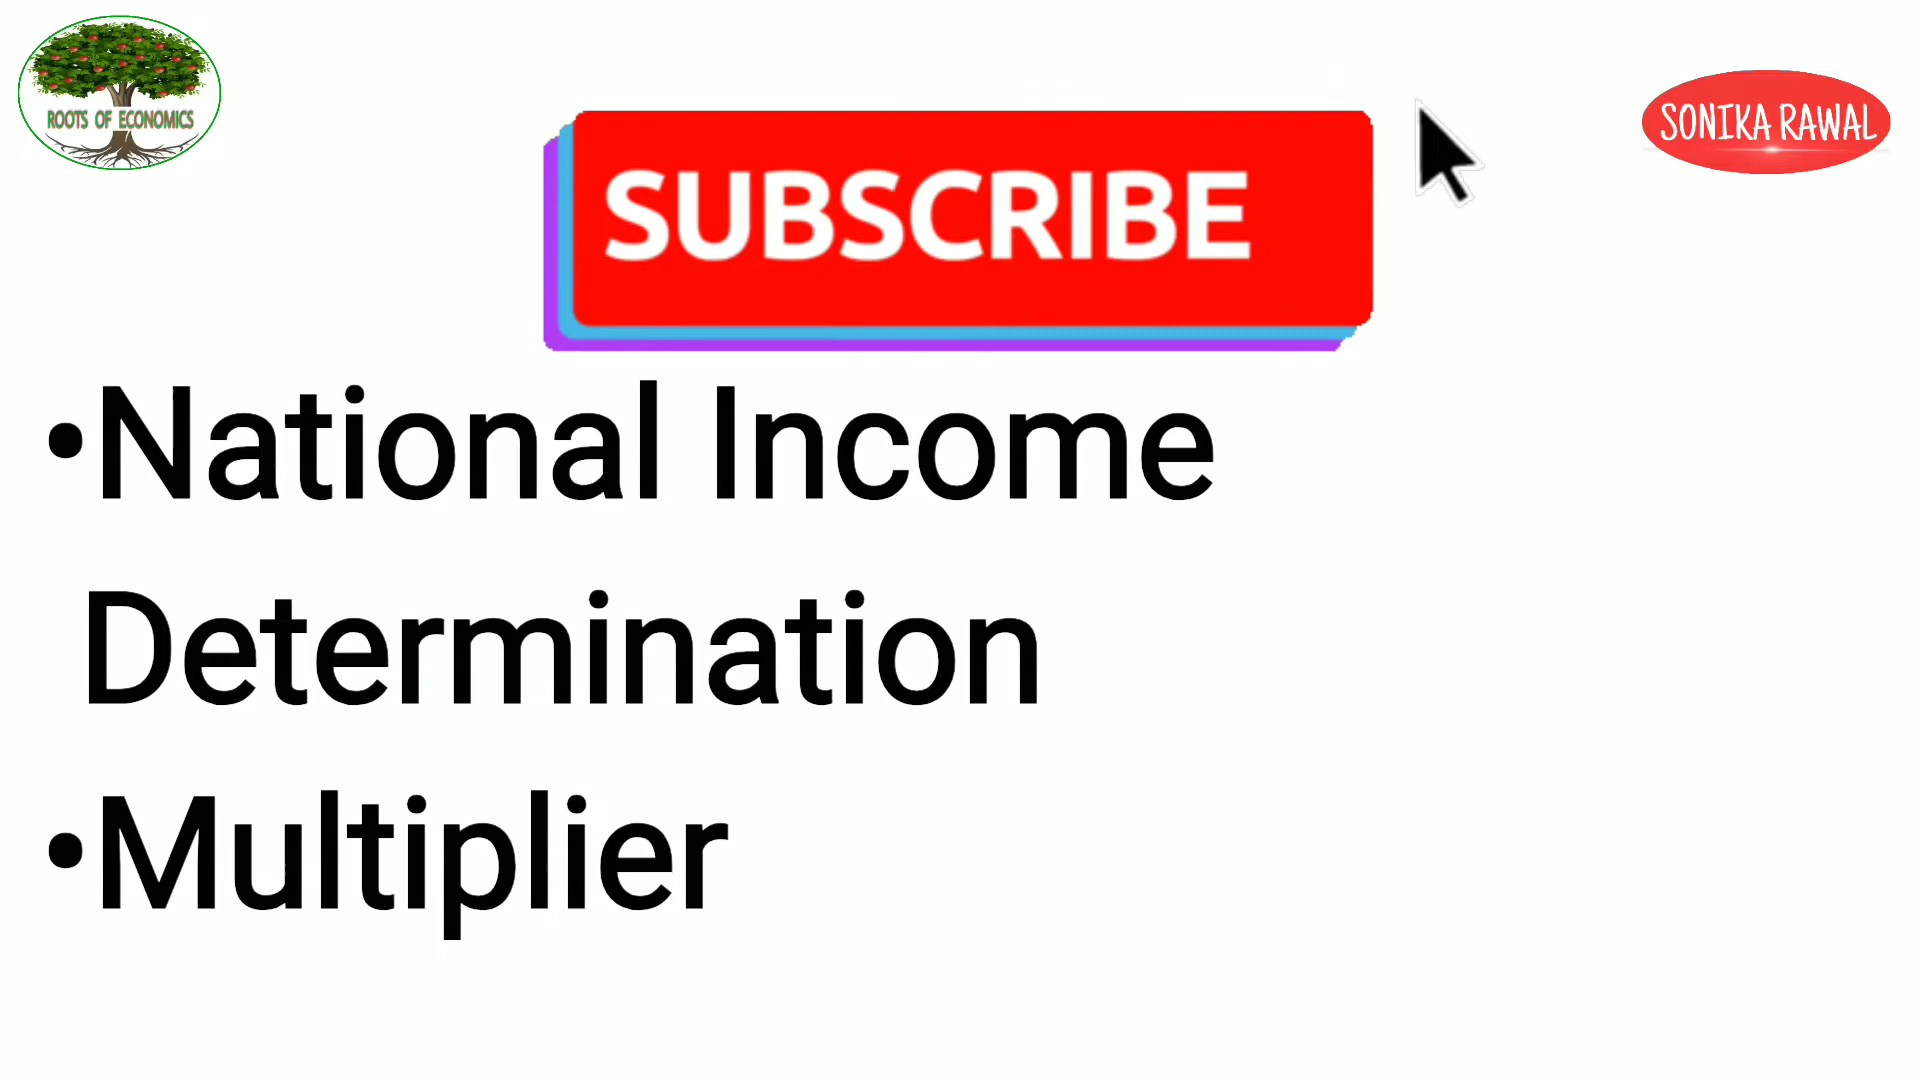 ROOTS OF ECONOMICS
SONIKA RAWAL
SUBSCRIBE
•National Income
Determination
•Multiplier